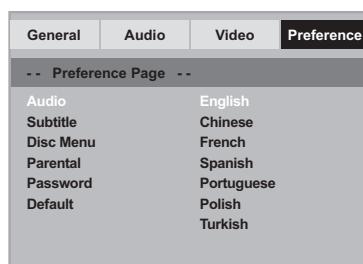 General Audio Video Preference
- - Preference Page - -
Audio English
Subtitle Chinese
Disc Menu French
Parental Spanish
Password Portuguese
Default Polish
Turkish